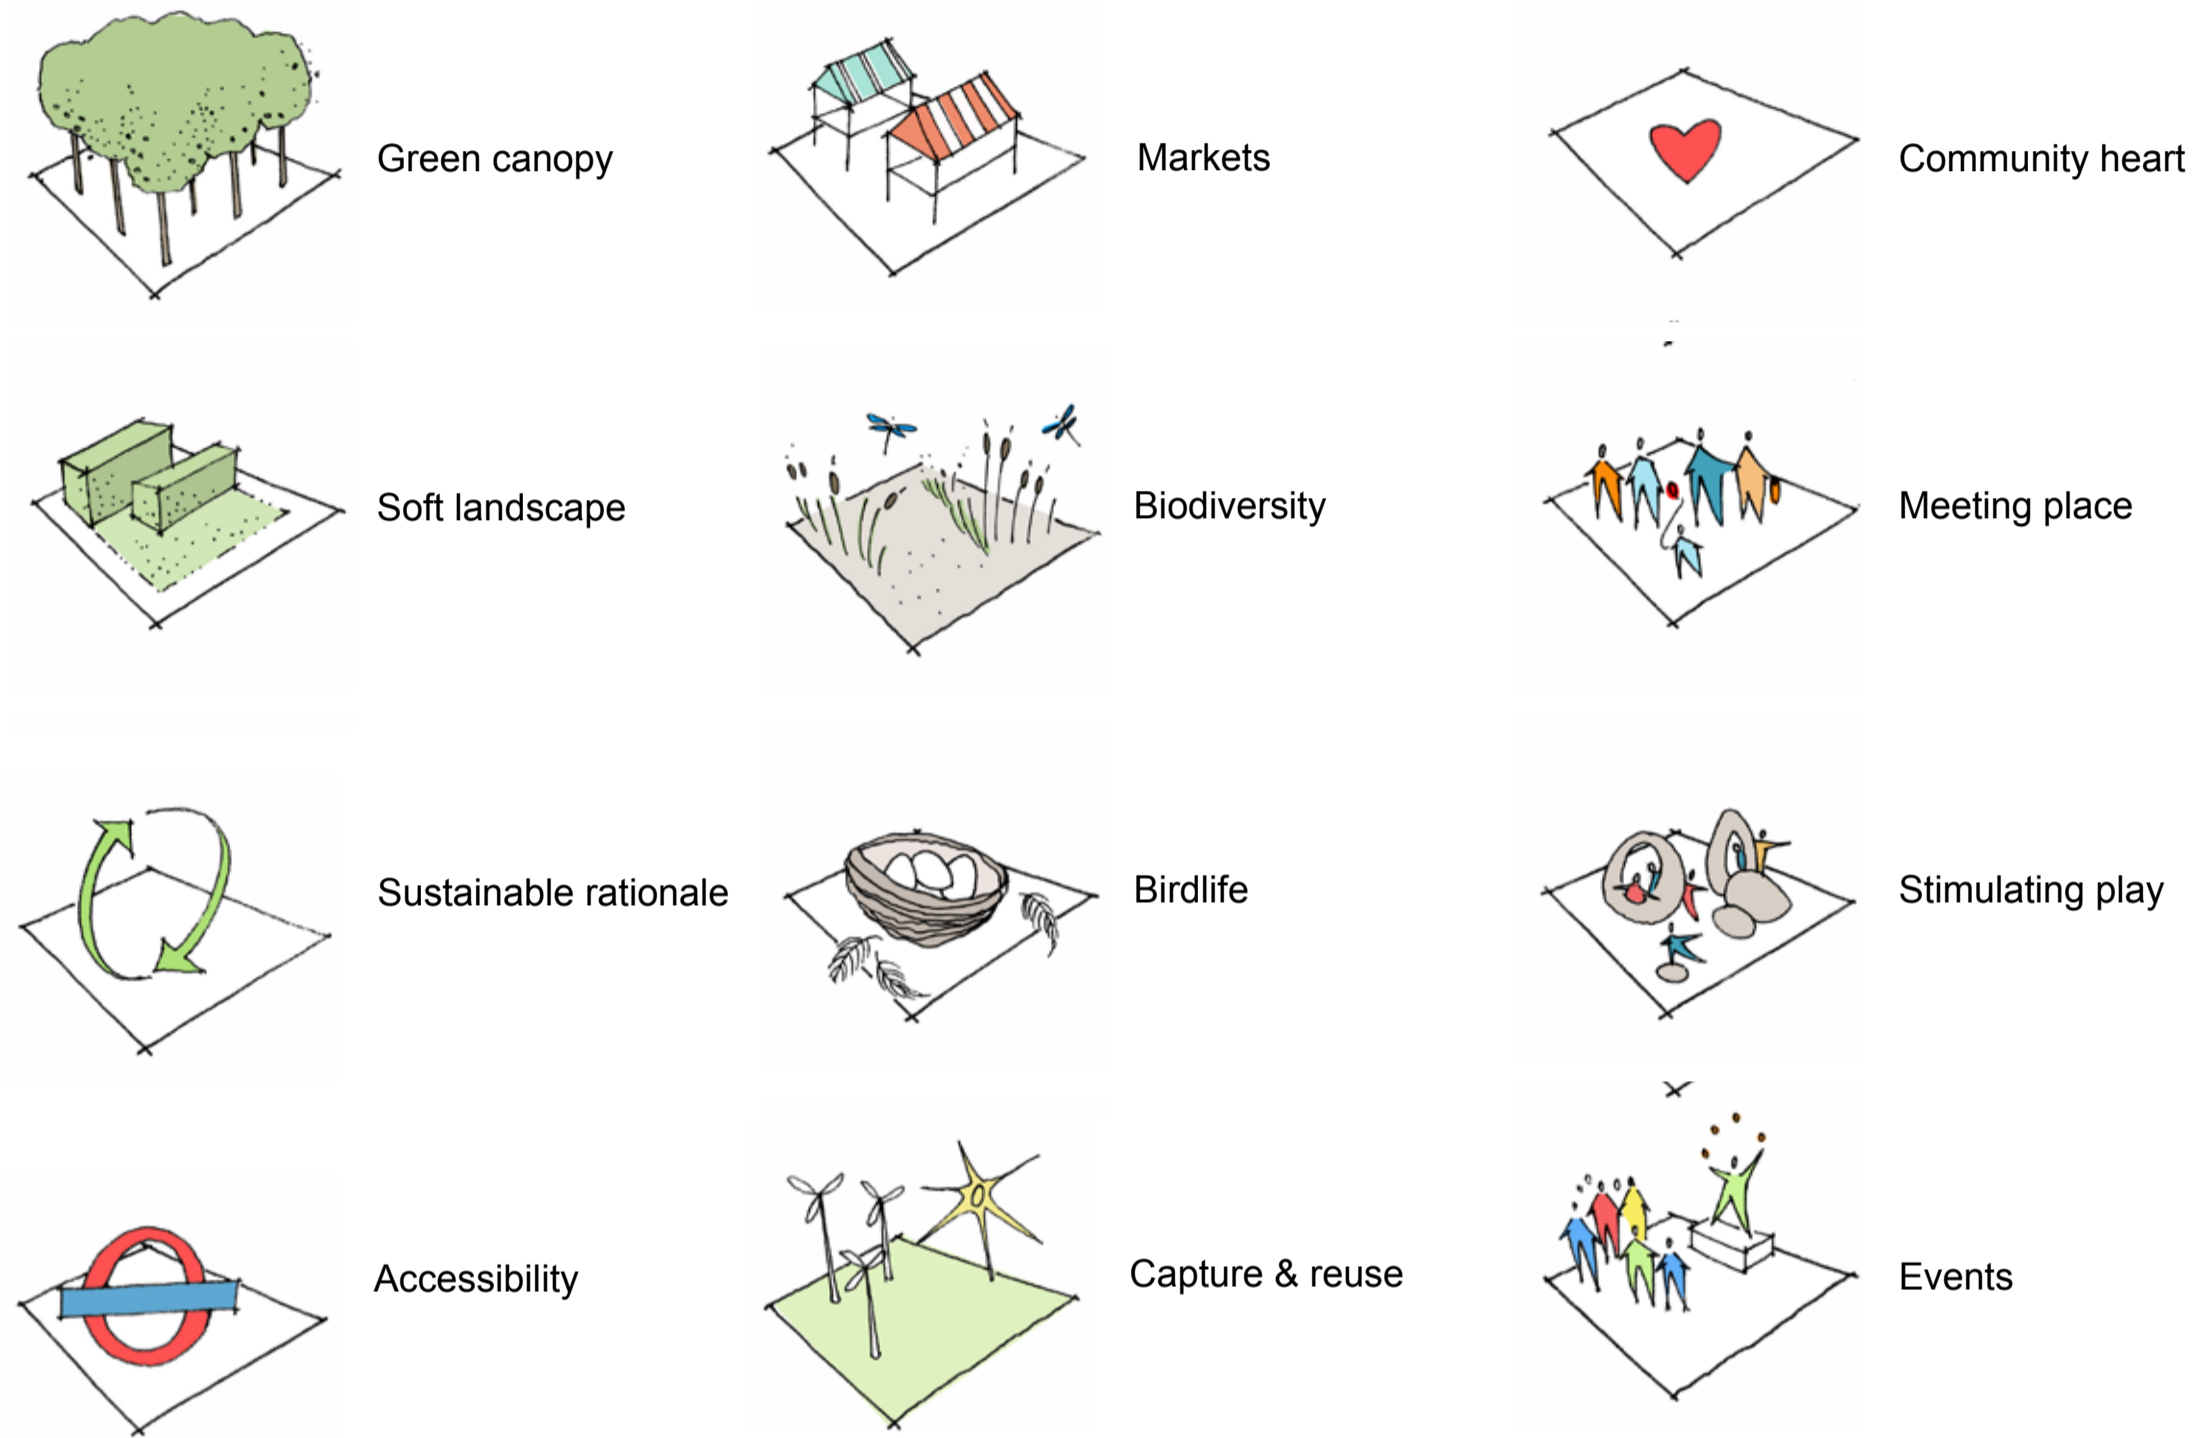 Green canopy
Markets
Community heart
Soft landscape
Biodiversity
Meeting place
Sustainable rationale
Birdlife
Stimulating play
Accessibility
Capture & reuse
Events